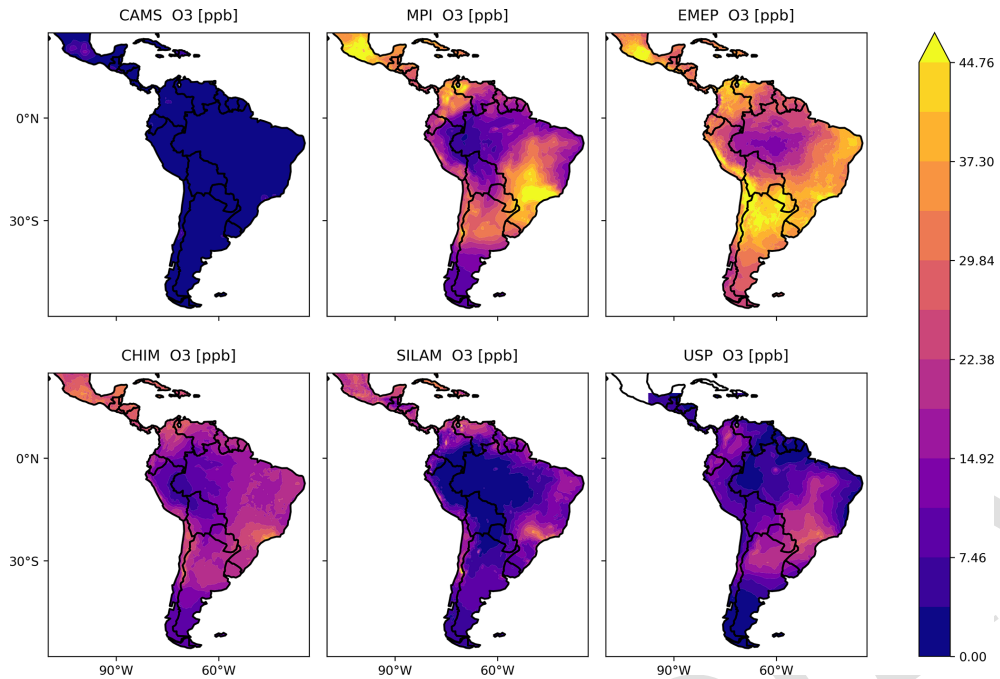 CAMS O3 [ppb]
MPI O3 [ppb]
EMEP O3 [ppb]
0°N
30°S
CHIM O3 [ppb]
SILAM O3 [ppb]
USP O3 [ppb]
0°N
30°S
90°W
60°W
90°W
60°W
90°W
60°W
44.76
37.30
29.84
22.38
14.92
7.46
0.00